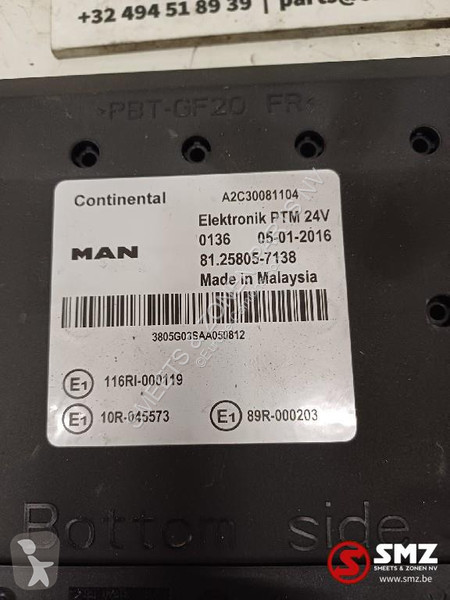 +32 494 51 89 39 | parts@s
>PBT-GF20 FR<
Continental A2C30081104
Elektronik PTM 24V
MAN 0136 05-01-2016
81.25805-7138
Made in Malaysia
3805G03SAA050812
E1 116RI-000119
E1 10R-045573 E1 89R-000203
Bottom side
SMZ
SMEETS & ZONEN NV
www.smz.be